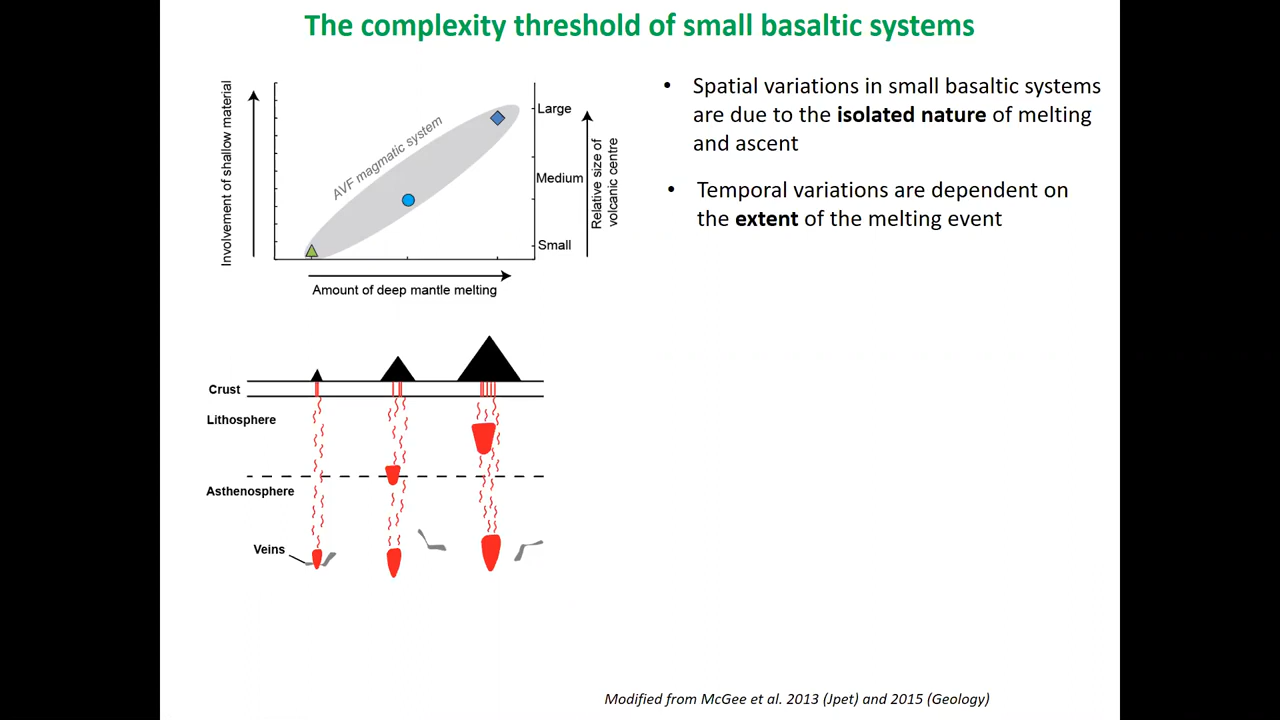 The complexity threshold of small basaltic systems
Involvement of shallow material
AVF magmatic system
Large
Medium
Small
Relative size of
volcanic centre
Amount of deep mantle melting
• Spatial variations in small basaltic systems
are due to the isolated nature of melting
and ascent
• Temporal variations are dependent on
the extent of the melting event
Crust
Lithosphere
Asthenosphere
Veins
Modified from McGee et al. 2013 (Jpet) and 2015 (Geology)